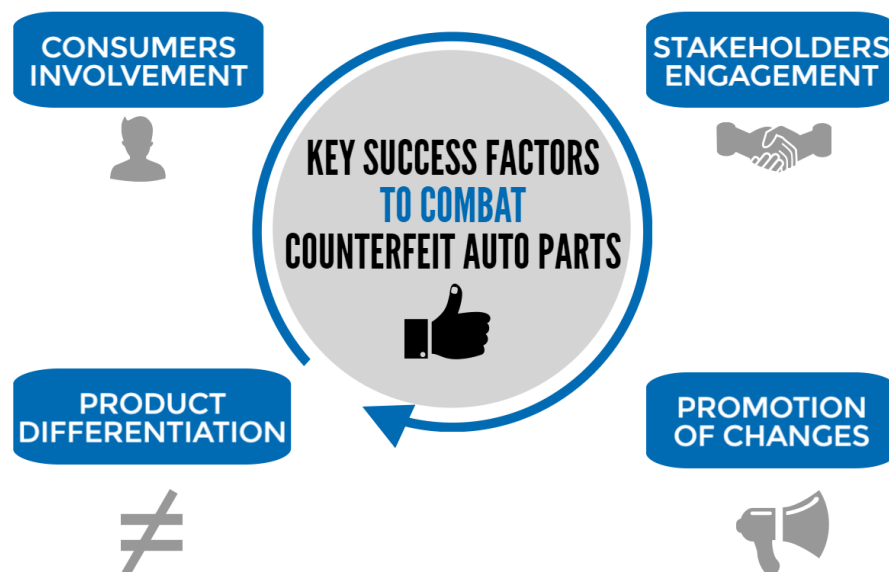 CONSUMERS
INVOLVEMENT
STAKEHOLDERS
ENGAGEMENT
KEY SUCCESS FACTORS
TO COMBAT
COUNTERFEIT AUTO PARTS
PRODUCT
DIFFERENTIATION
PROMOTION
OF CHANGES